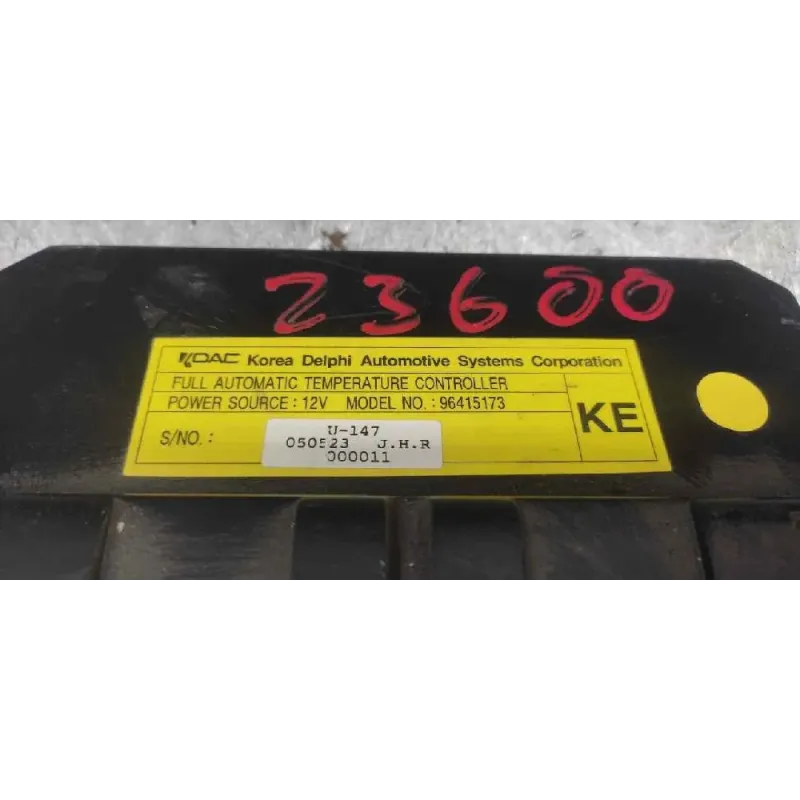 23600
KDAC Korea Delphi Automotive Systems Corporation
FULL AUTOMATIC TEMPERATURE CONTROLLER
POWER SOURCE : 12V MODEL NO. : 96415173
KE
S/NO. :
U-147
050523 J.H.R
000011